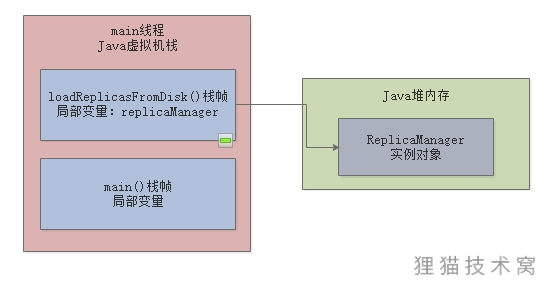 main线程
Java虚拟机栈
loadReplicasFromDisk()栈帧
局部变量：replicaManager
main()栈帧
局部变量
Java堆内存
ReplicaManager
实例对象
狸猫技术窝